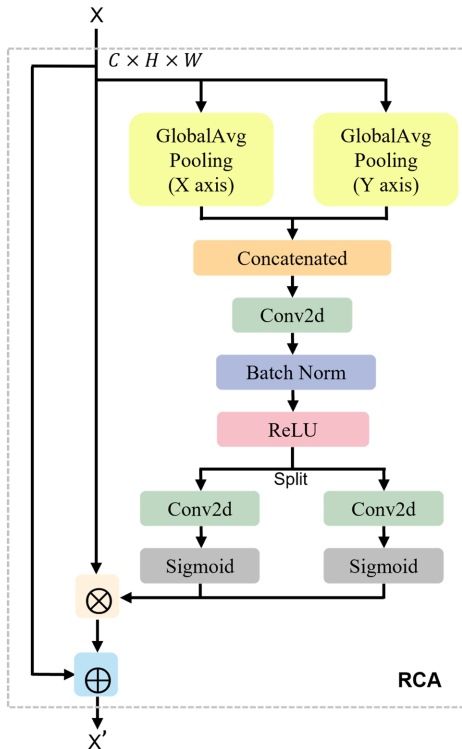 X
C × H × W
GlobalAvg
Pooling
(X axis)
GlobalAvg
Pooling
(Y axis)
Concatenated
Conv2d
Batch Norm
ReLU
Split
Conv2d
Conv2d
Sigmoid
Sigmoid
RCA
X'